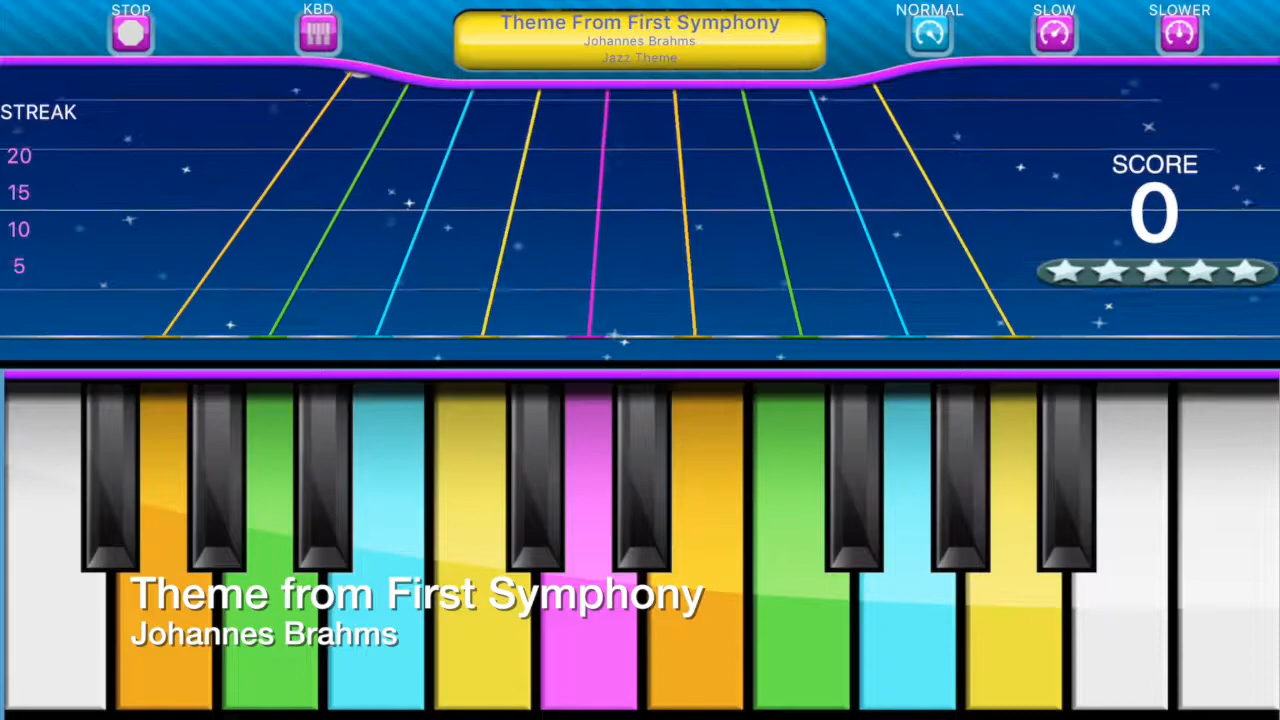 STOP
KBD
Theme From First Symphony
Johannes Brahms
Jazz Theme
NORMAL
SLOW
SLOWER
STREAK
20
15
10
5
SCORE
0
Theme from First Symphony
Johannes Brahms